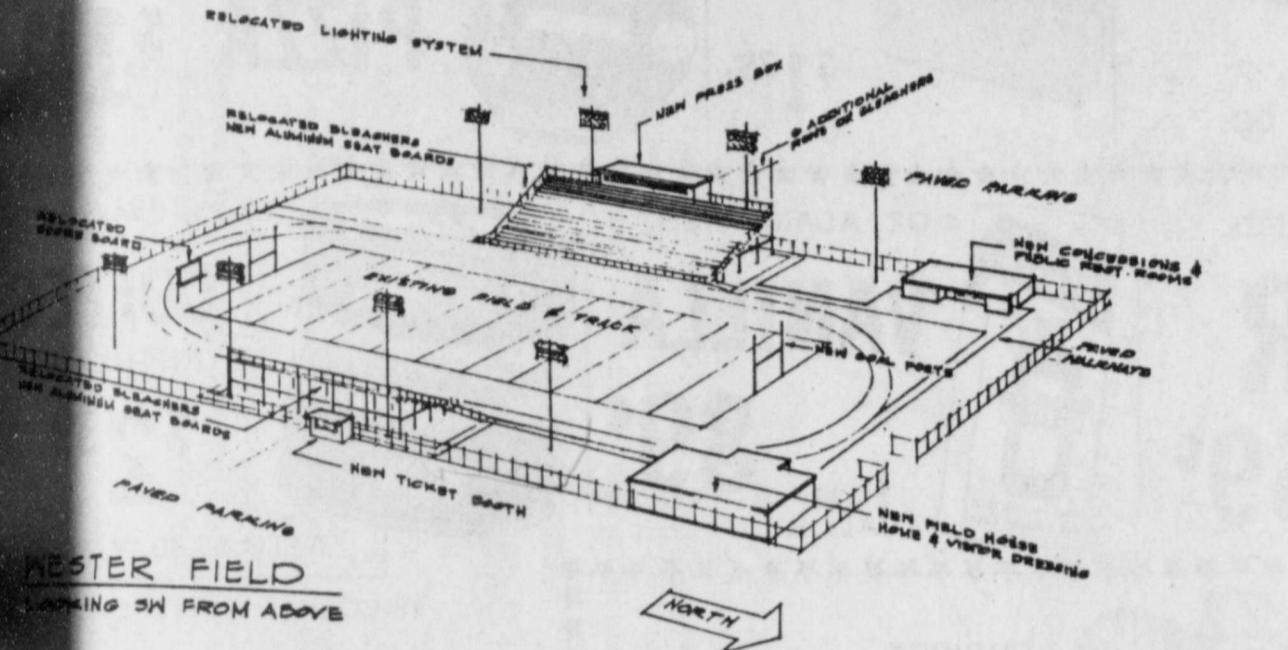 RELOCATED LIGHTING SYSTEM
NEW PRESS BOX
ADDITIONAL
ROWS OF BLEACHERS
RELOCATED BLEACHERS
NEW ALUMINUM SEAT BOARDS
PAVED PARKING
RELOCATED
SCORE BOARD
NEW CONCESSIONS &
PUBLIC REST ROOMS
EXISTING FIELD & TRACK
NEW GOAL POSTS
PAVED
WALKWAYS
RELOCATED BLEACHERS
NEW ALUMINUM SEAT BOARDS
NEW TICKET BOOTH
PAVED PARKING
NEW FIELD HOUSE
HOME & VISITOR DRESSING
WESTER FIELD
LOOKING SW FROM ABOVE
NORTH